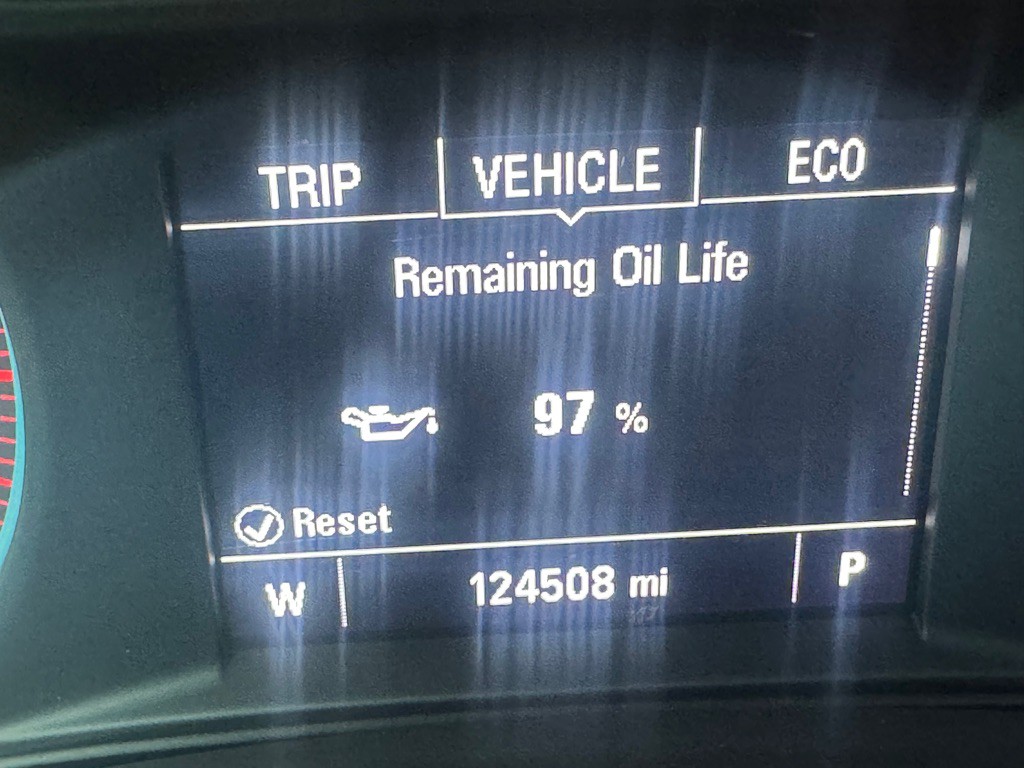 TRIP VEHICLE ECO
Remaining Oil Life
97 %
Reset
W 124508 mi P